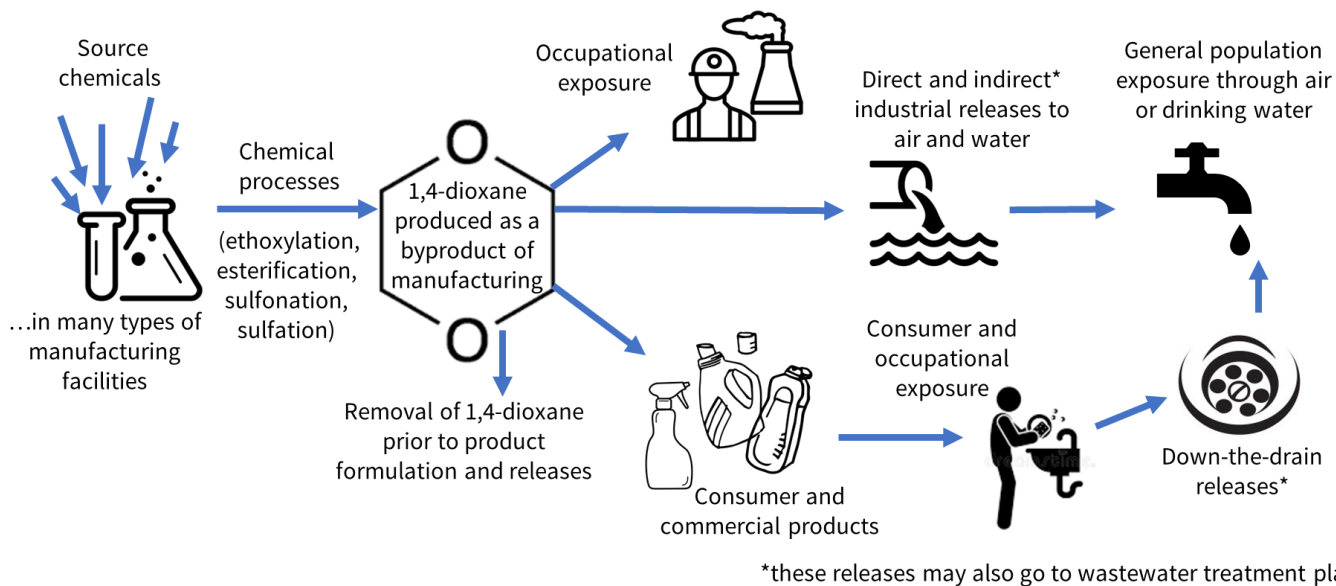 Source
chemicals
…in many types of
manufacturing
facilities
Chemical
processes
(ethoxylation,
esterification,
sulfonation,
sulfation)
O
1,4-dioxane
produced as a
byproduct of
manufacturing
O
Removal of 1,4-dioxane
prior to product
formulation and releases
Occupational
exposure
Direct and indirect*
industrial releases to
air and water
General population
exposure through air
or drinking water
Consumer and
commercial products
Consumer and
occupational
exposure
Down-the-drain
releases*
*these releases may also go to wastewater treatment